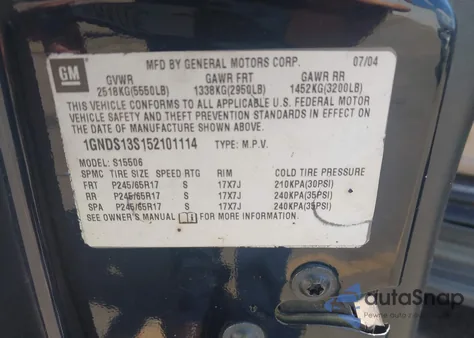 GM MFD BY GENERAL MOTORS CORP. 07/04
GVWR GAWR FRT GAWR RR
2518KG(5550LB) 1338KG(2950LB) 1452KG(3200LB)
THIS VEHICLE CONFORMS TO ALL APPLICABLE U.S. FEDERAL MOTOR
VEHICLE SAFETY AND THEFT PREVENTION STANDARDS IN EFFECT ON
THE DATE OF MANUFACTURE SHOWN ABOVE.
1GNDS13S152101114 TYPE: M.P.V.
MODEL: S15506
SPMC TIRE SIZE SPEED RTG RIM COLD TIRE PRESSURE
FRT P245/65R17 S 17X7J 210KPA(30PSI)
RR P245/65R17 S 17X7J 240KPA(35PSI)
SPA P245/65R17 S 17X7J 240KPA(35PSI)
SEE OWNER'S MANUAL FOR MORE INFORMATION.
autoSnap